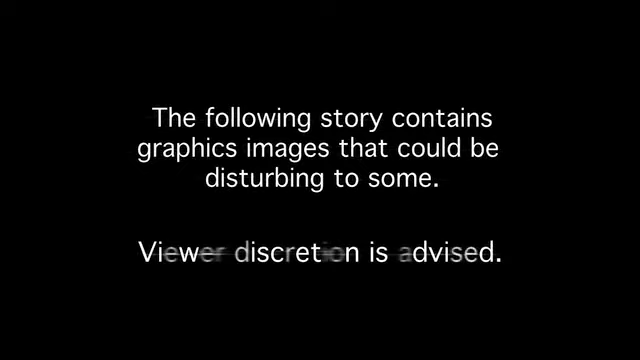 The following story contains
graphics images that could be
disturbing to some.
Viewer discretion is advised.